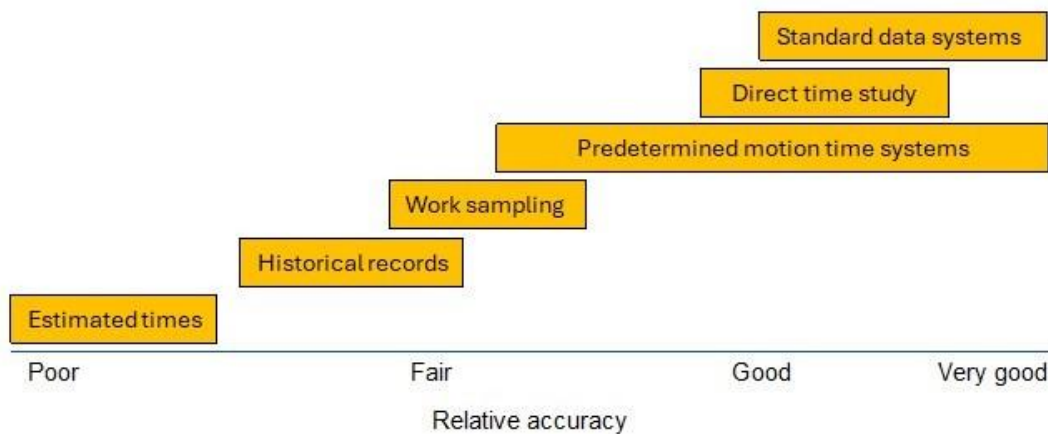 Standard data systems
Direct time study
Predetermined motion time systems
Work sampling
Historical records
Estimated times
Poor Fair Good Very good
Relative accuracy